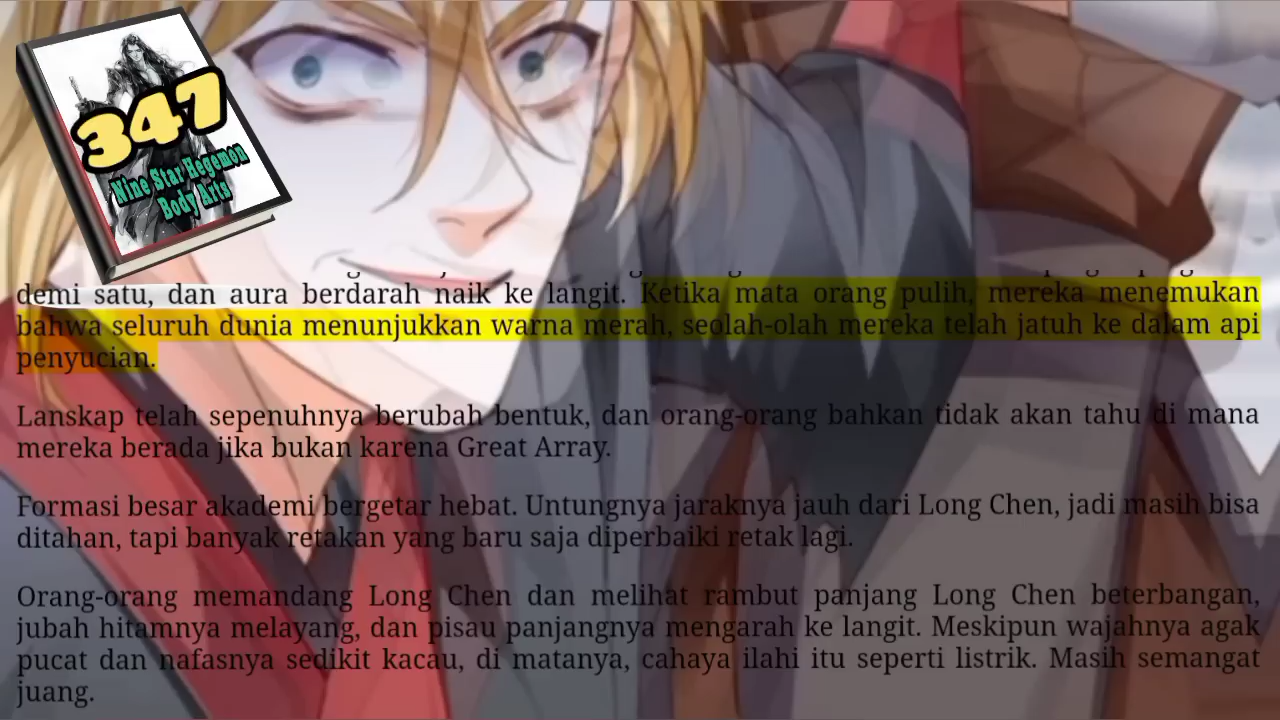 347
Nine Star Hegemon
Body Arts
demi satu, dan aura berdarah naik ke langit. Ketika mata orang pulih, mereka menemukan
bahwa seluruh dunia menunjukkan warna merah, seolah-olah mereka telah jatuh ke dalam api
penyucian.
Lanskap telah sepenuhnya berubah bentuk, dan orang-orang bahkan tidak akan tahu di mana
mereka berada jika bukan karena Great Array.
Formasi besar akademi bergetar hebat. Untungnya jaraknya jauh dari Long Chen, jadi masih bisa
ditahan, tapi banyak retakan yang baru saja diperbaiki retak lagi.
Orang-orang memandang Long Chen dan melihat rambut panjang Long Chen beterbangan,
jubah hitamnya melayang, dan pisau panjangnya mengarah ke langit. Meskipun wajahnya agak
pucat dan nafasnya sedikit kacau, di matanya, cahaya ilahi itu seperti listrik. Masih semangat
juang.